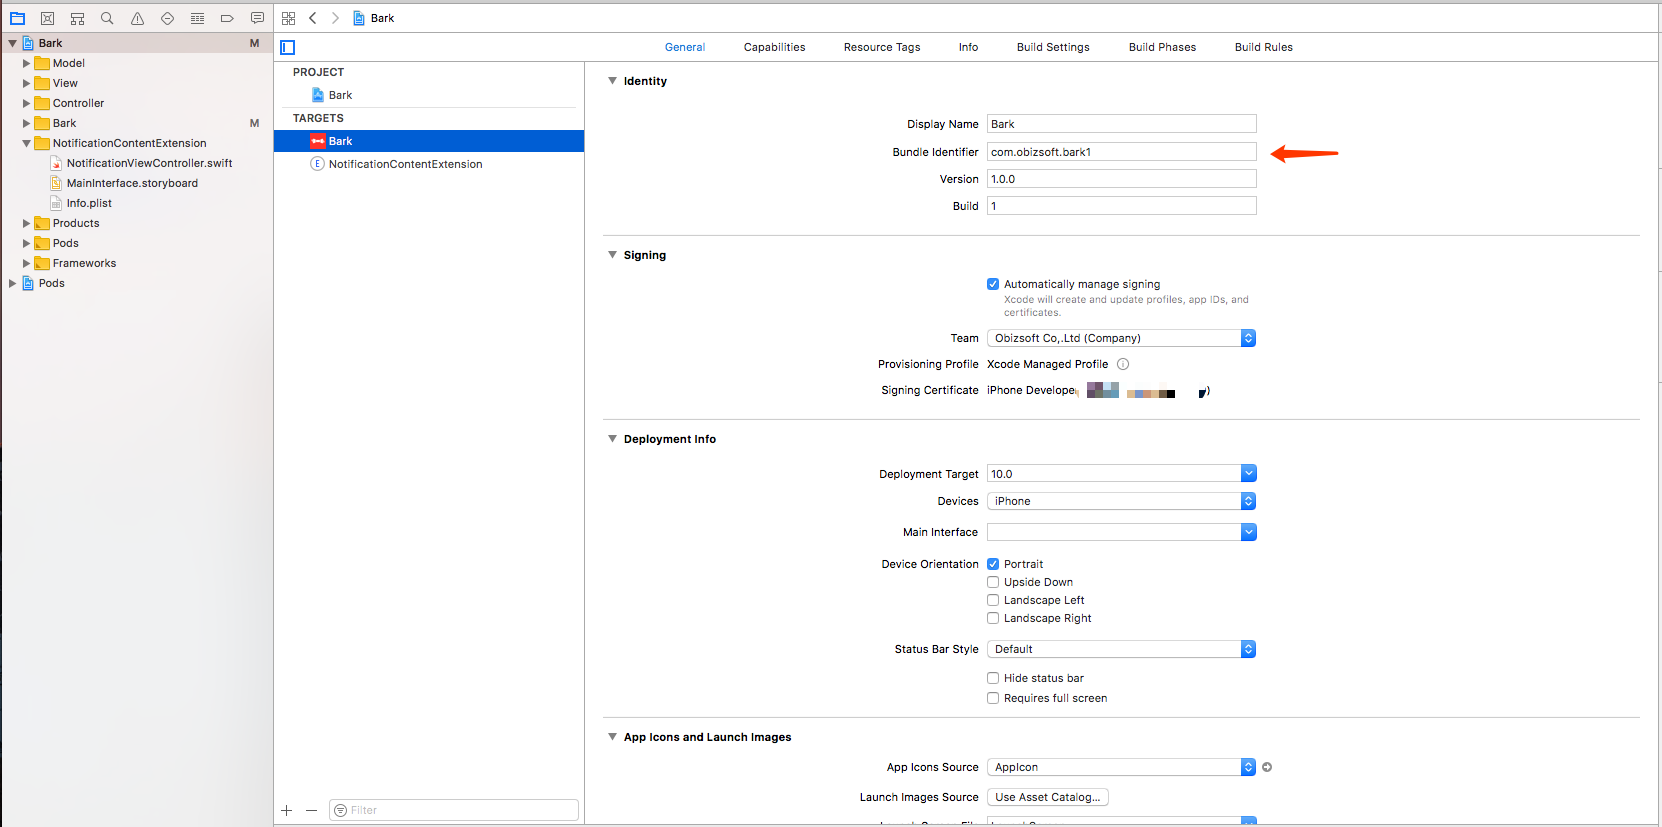 Bark
Bark M
Model
View
Controller
Bark M
NotificationContentExtension
NotificationViewController.swift
MainInterface.storyboard
Info.plist
Products
Pods
Frameworks
Pods
General Capabilities Resource Tags Info Build Settings Build Phases Build Rules
PROJECT
Bark
TARGETS
Bark
E NotificationContentExtension
Filter
Identity
Display Name Bark
Bundle Identifier com.obizsoft.bark1
Version 1.0.0
Build 1
Signing
Automatically manage signing
Xcode will create and update profiles, app IDs, and
certificates.
Team Obizsoft Co,.Ltd (Company)
Provisioning Profile Xcode Managed Profile
Signing Certificate iPhone Develope
Deployment Info
Deployment Target 10.0
Devices iPhone
Main Interface
Device Orientation Portrait
Upside Down
Landscape Left
Landscape Right
Status Bar Style Default
Hide status bar
Requires full screen
App Icons and Launch Images
App Icons Source AppIcon
Launch Images Source Use Asset Catalog...